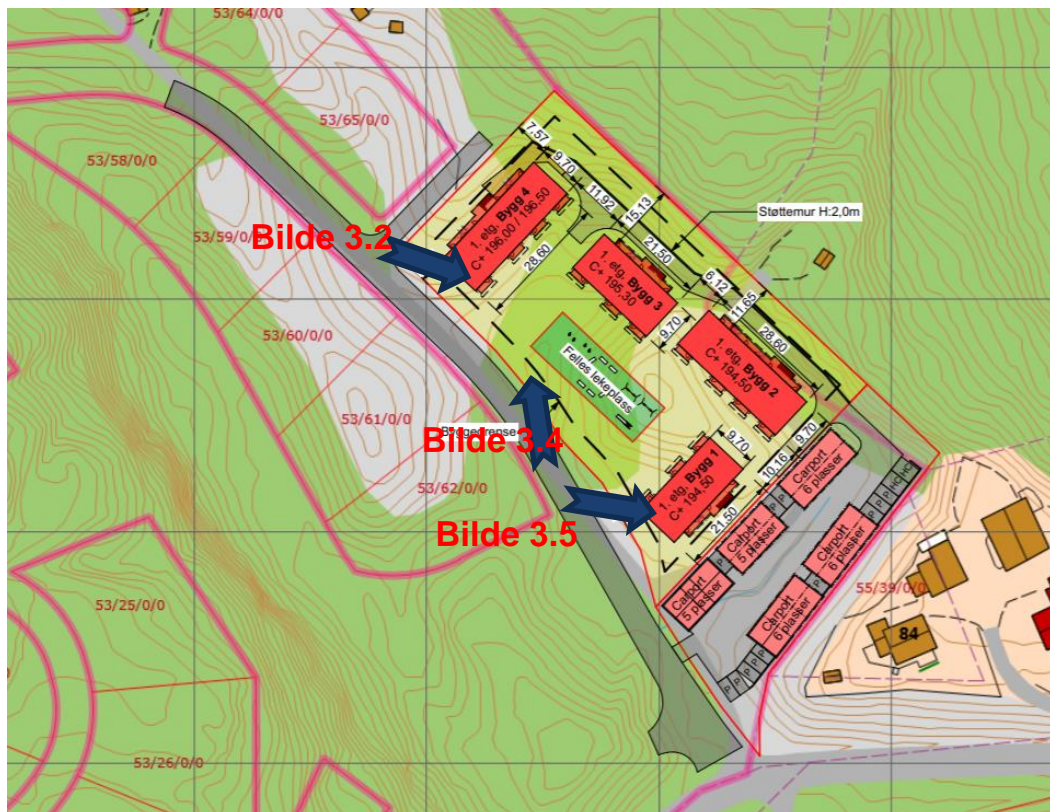 53/64/0/0
53/65/0/0
53/58/0/0
53/59/0/0
53/60/0/0
53/61/0/0
53/62/0/0
53/25/0/0
53/26/0/0
55/39/0/0
84
Bilde 3.2
Bilde 3.4
Bilde 3.5
7,57
9,70
11,92
15,13
21,50
6,12
11,65
28,60
Støttemur H:2,0m
1. etg. Bygg 4
C+ 196,00 / 196,50
28,60
1. etg. Bygg 3
C+ 195,30
9,70
1. etg. Bygg 2
C+ 194,50
Felles lekeplass
1. etg. Bygg 1
C+ 194,50
9,70
10,16
9,70
21,50
Carport
6 plasser
Carport
5 plasser
Carport
5 plasser
Carport
6 plasser
Carport
6 plasser
P
P
HC
HC
P
P
P
P
P